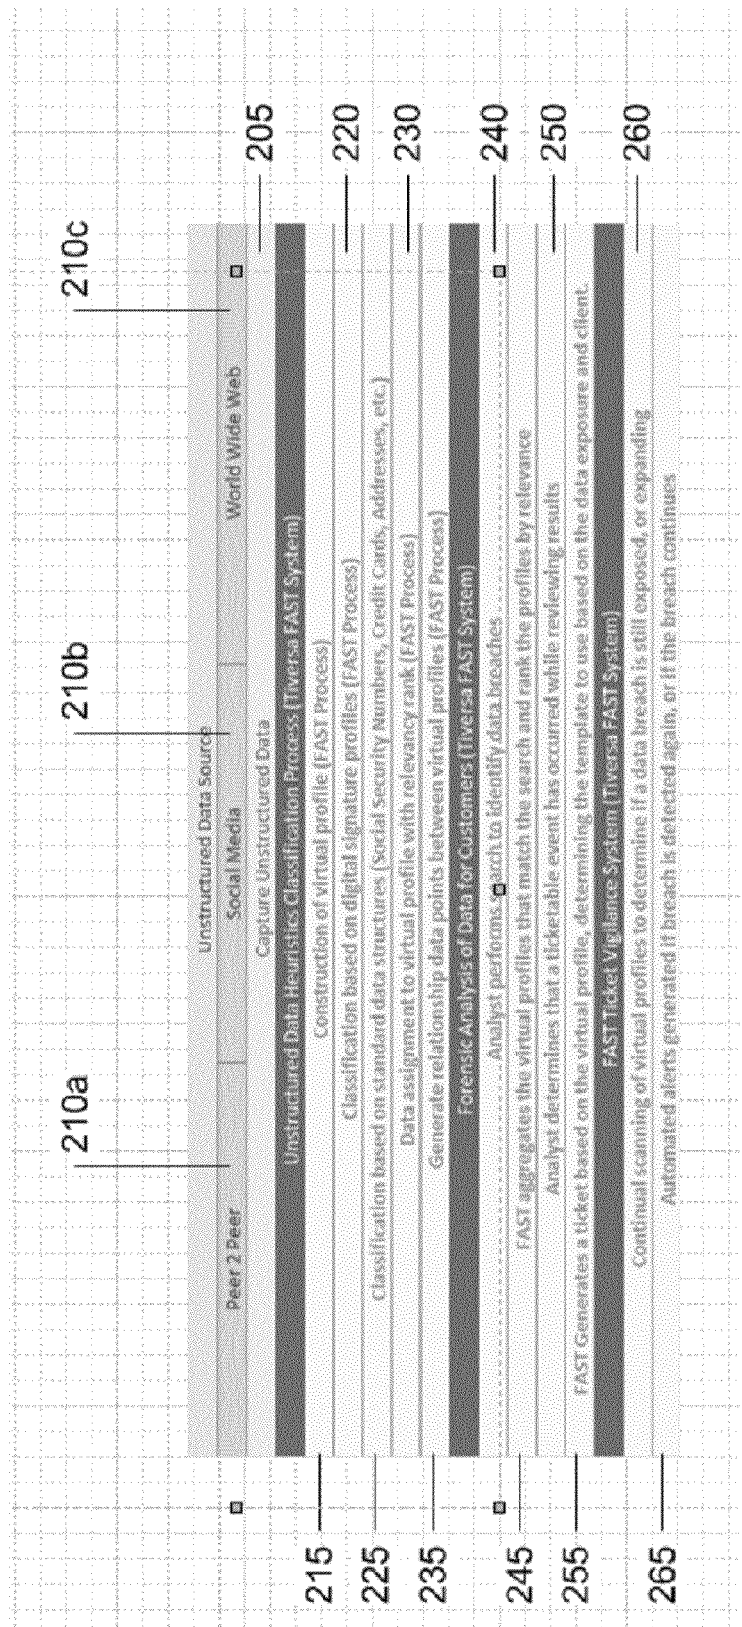 210a
210b
210c
Unstructured Data Source
Peer 2 Peer
Social Media
World Wide Web
Capture Unstructured Data
205
Unstructured Data Heuristics Classification Process (Tiversa FAST System)
215
Construction of virtual profile (FAST Process)
Classification based on digital signature profiles (FAST Process)
220
225
Classification based on standard data structures (Social Security Numbers, Credit Cards, Addresses, etc.)
Data assignment to virtual profile with relevancy rank (FAST Process)
230
235
Generate relationship data points between virtual profiles (FAST Process)
Forensic Analysis of Data for Customers (Tiversa FAST System)
Analyst performs search to identify data breaches
240
245
FAST aggregates the virtual profiles that match the search and rank the profiles by relevance
Analyst determines that a ticketable event has occurred while reviewing results
250
255
FAST Generates a ticket based on the virtual profile, determining the template to use based on the data exposure and client.
FAST Ticket Vigilance System (Tiversa FAST System)
Continual scanning of virtual profiles to determine if a data breach is still exposed, or expanding
260
265
Automated alerts generated if breach is detected again, or if the breach continues